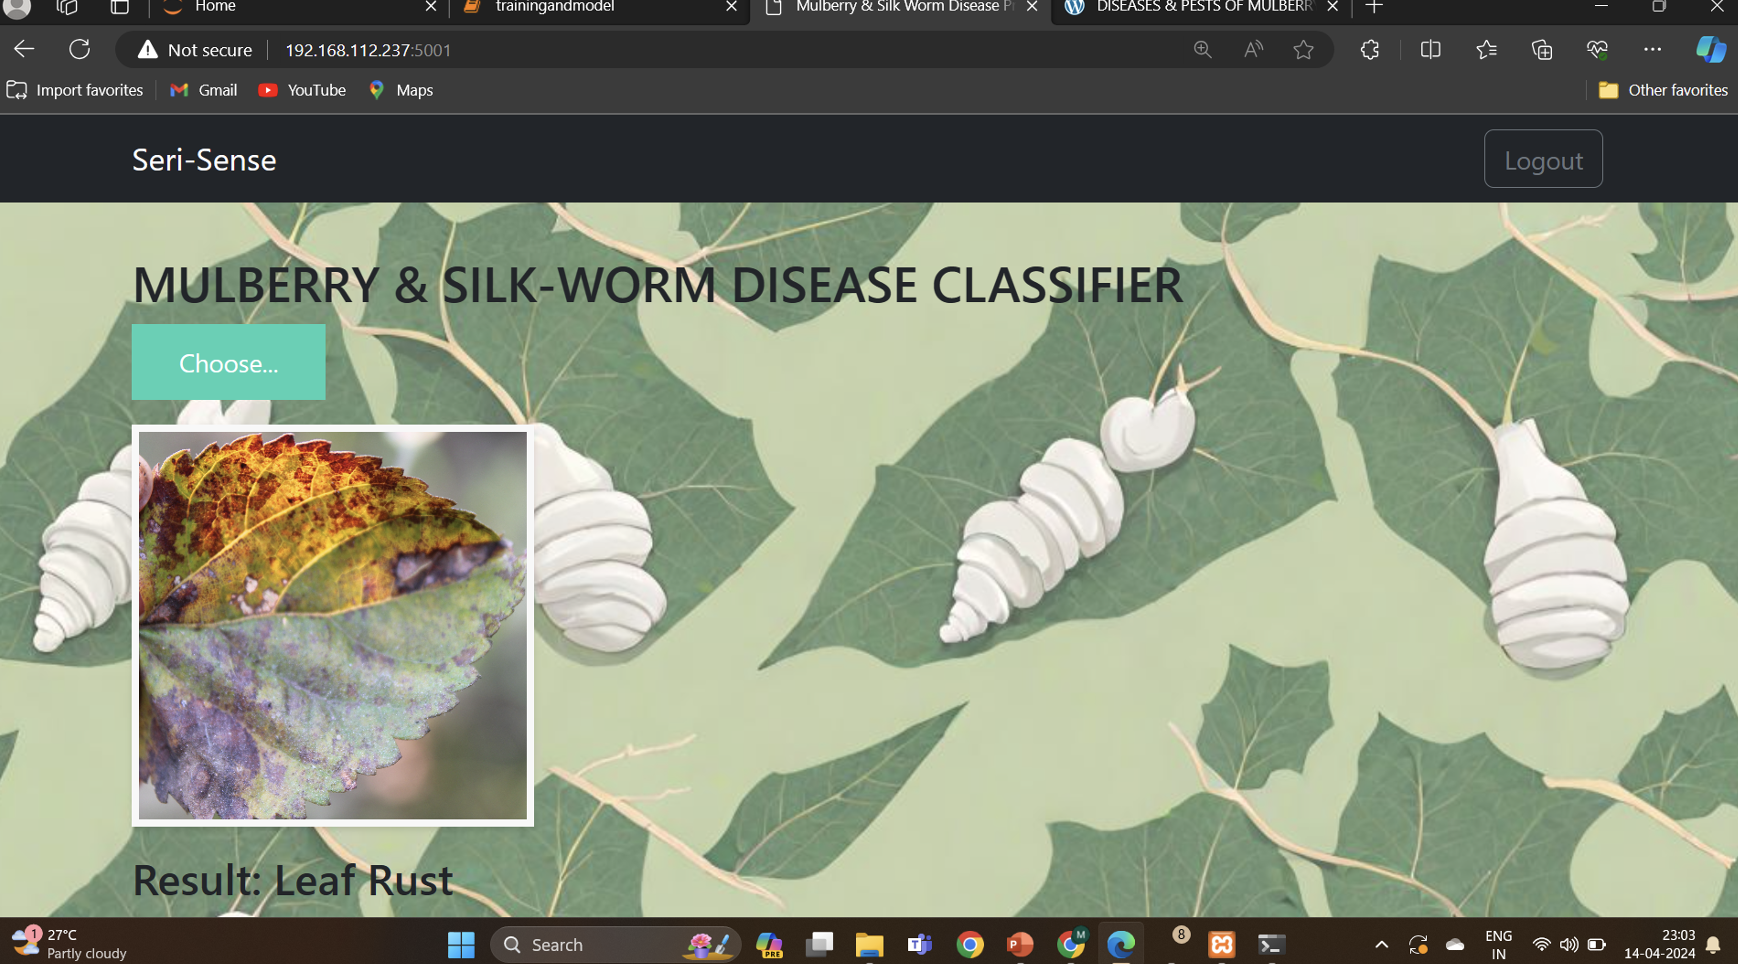 Home
trainingandmodel
Mulberry & Silk Worm Disease P
DISEASES & PESTS OF MULBERR
Not secure
192.168.112.237:5001
Import favorites
Gmail
YouTube
Maps
Other favorites
Seri-Sense
Logout
MULBERRY & SILK-WORM DISEASE CLASSIFIER
Choose...
Result: Leaf Rust
1
27°C
Partly cloudy
Search
PRE
T
P
M
8
ENG
IN
23:03
14-04-2024